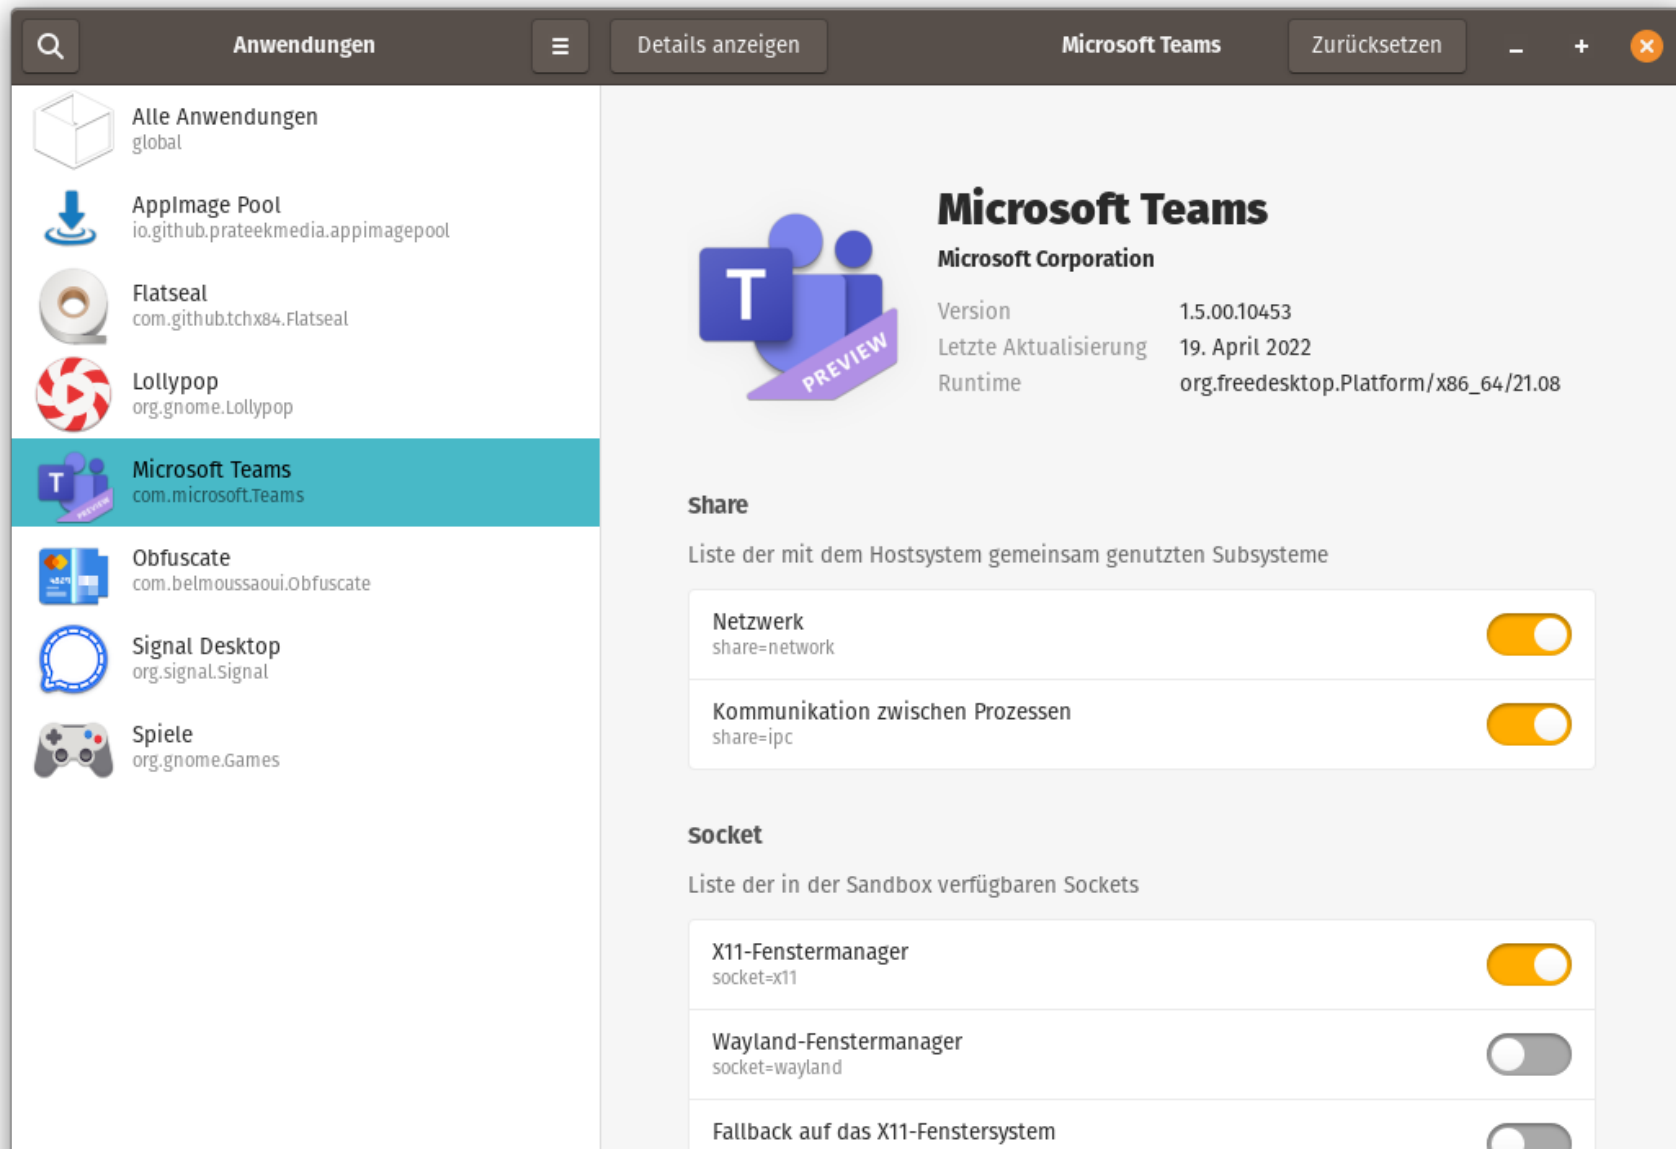 Anwendungen
Details anzeigen
Microsoft Teams
Zurücksetzen
Alle Anwendungen
global
AppImage Pool
io.github.prateekmedia.appimagepool
Flatseal
com.github.tchx84.Flatseal
Lollypop
org.gnome.Lollypop
T
PREVIEW
Microsoft Teams
com.microsoft.Teams
4829
Obfuscate
com.belmoussaoui.Obfuscate
Signal Desktop
org.signal.Signal
Spiele
org.gnome.Games
T
PREVIEW
Microsoft Teams
Microsoft Corporation
Version 1.5.00.10453
Letzte Aktualisierung 19. April 2022
Runtime org.freedesktop.Platform/x86_64/21.08
Share
Liste der mit dem Hostsystem gemeinsam genutzten Subsysteme
Netzwerk
share=network
Kommunikation zwischen Prozessen
share=ipc
Socket
Liste der in der Sandbox verfügbaren Sockets
X11-Fenstermanager
socket=x11
Wayland-Fenstermanager
socket=wayland
Fallback auf das X11-Fenstersystem